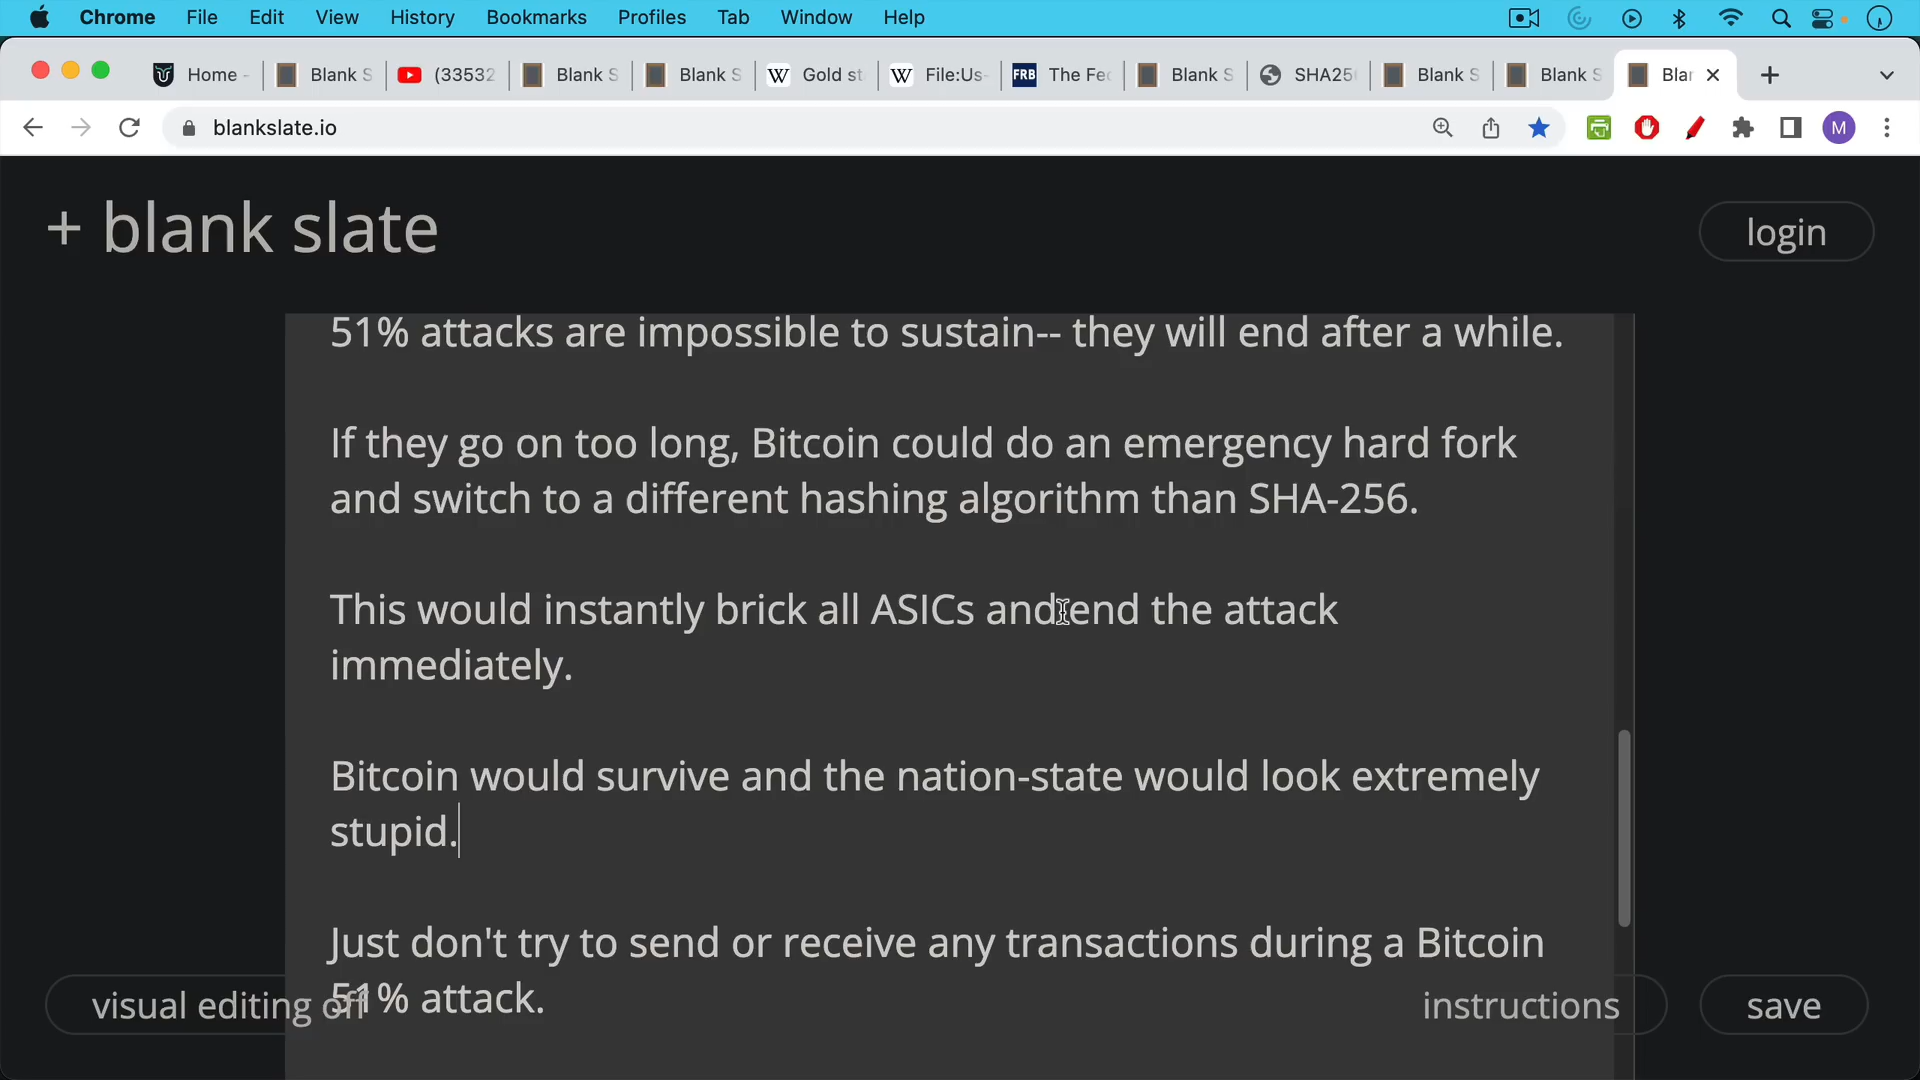 Chrome File Edit View History Bookmarks Profiles Tab Window Help
Home - Blank S (33532 Blank S Blank S W Gold st W File:Us- FRB The Fed Blank S SHA256 Blank S Blank S Blan
blankslate.io M
+ blank slate
login
51% attacks are impossible to sustain-- they will end after a while.
If they go on too long, Bitcoin could do an emergency hard fork
and switch to a different hashing algorithm than SHA-256.
This would instantly brick all ASICs and end the attack
immediately.
Bitcoin would survive and the nation-state would look extremely
stupid.
Just don't try to send or receive any transactions during a Bitcoin
51% attack.
visual editing off
instructions
save